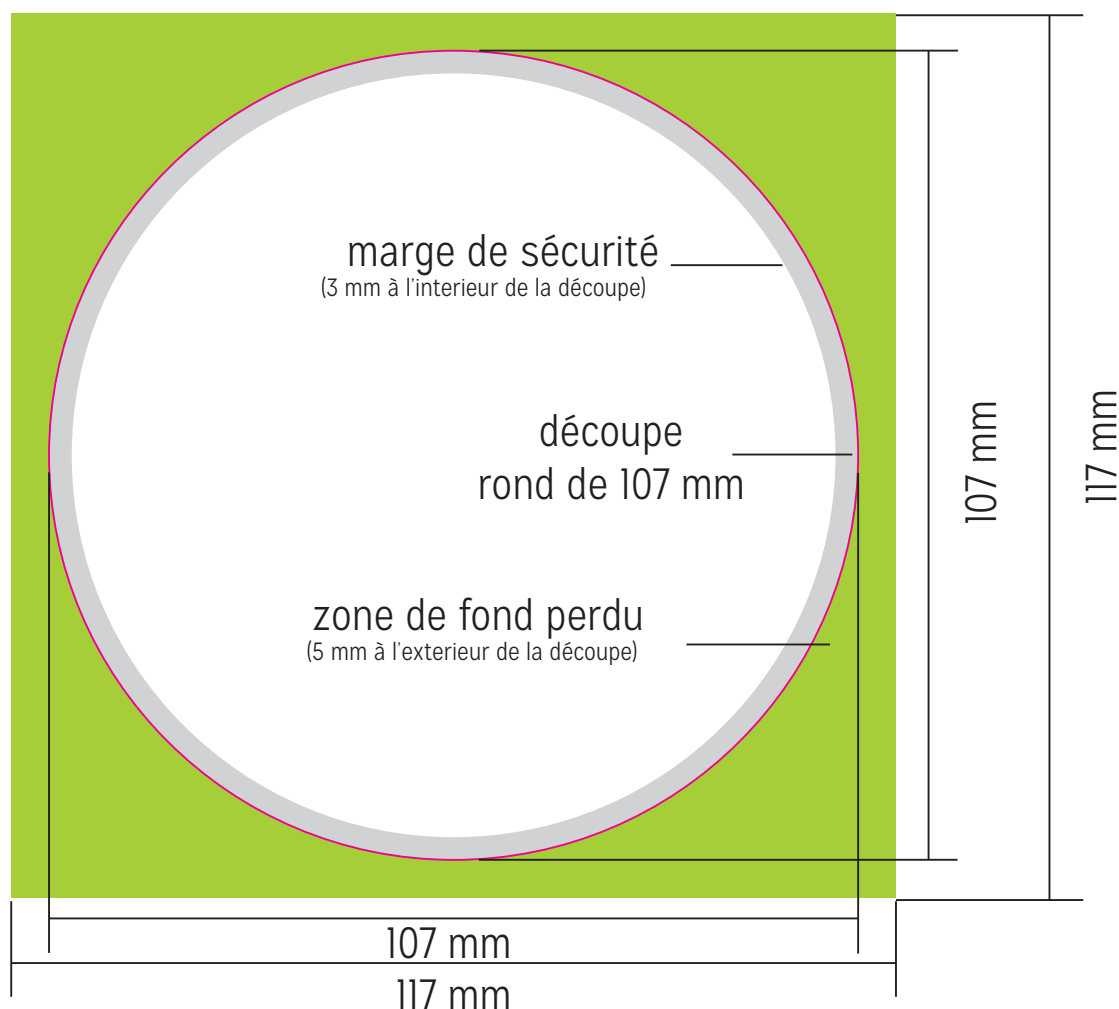 marge de sécurité
(3 mm à l'interieur de la découpe)
découpe
rond de 107 mm
zone de fond perdu
(5 mm à l'exterieur de la découpe)
107 mm
117 mm
107 mm
117 mm